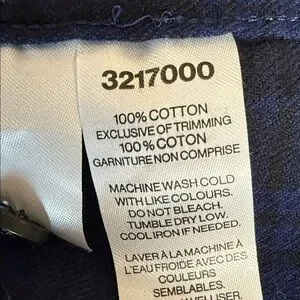 3217000
100% COTTON
EXCLUSIVE OF TRIMMING
100% COTON
GARNITURE NON COMPRISE
MACHINE WASH COLD
WITH LIKE COLOURS.
DO NOT BLEACH.
TUMBLE DRY LOW.
COOL IRON IF NEEDED.
LAVER À LA MACHINE À
L'EAU FROIDE AVEC DES
COULEURS
SEMBLABLES.